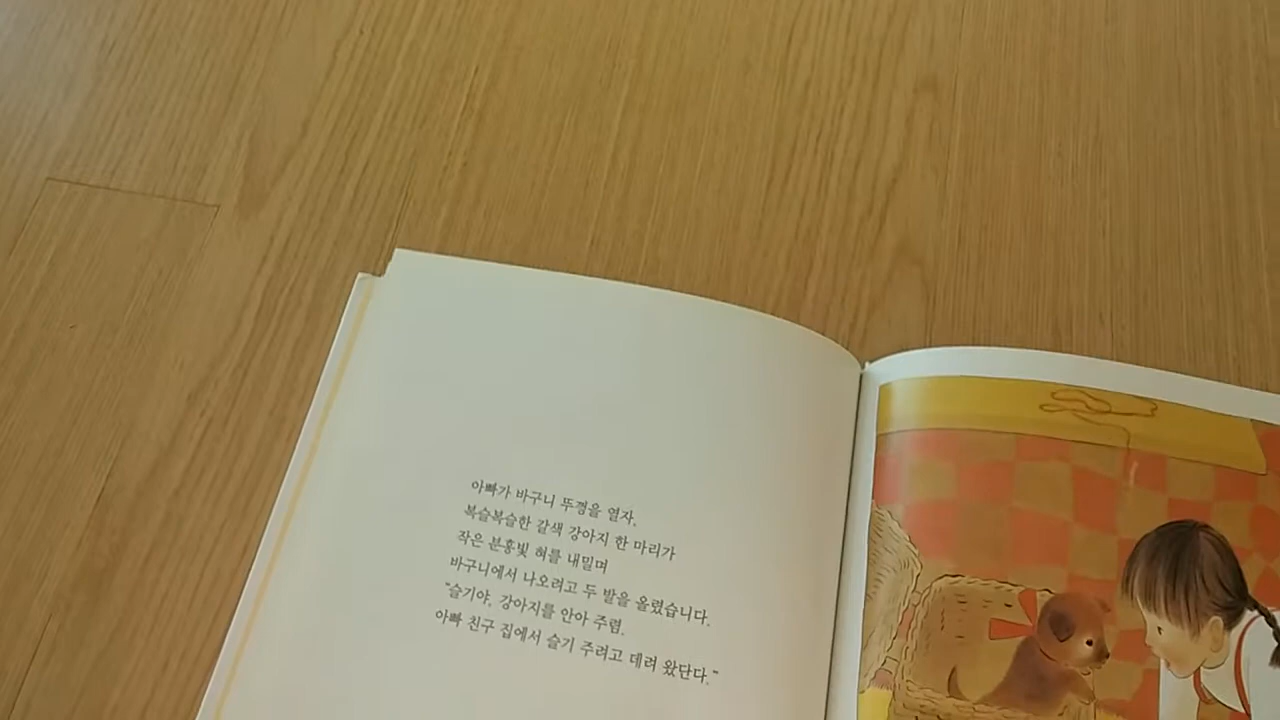 아빠가 바구니 뚜껑을 열자,
복슬복슬한 갈색 강아지 한 마리가
작은 분홍빛 혀를 내밀며
바구니에서 나오려고 두 발을 올렸습니다.
"슬기야, 강아지를 안아 주렴.
아빠 친구 집에서 슬기 주려고 데려 왔단다."